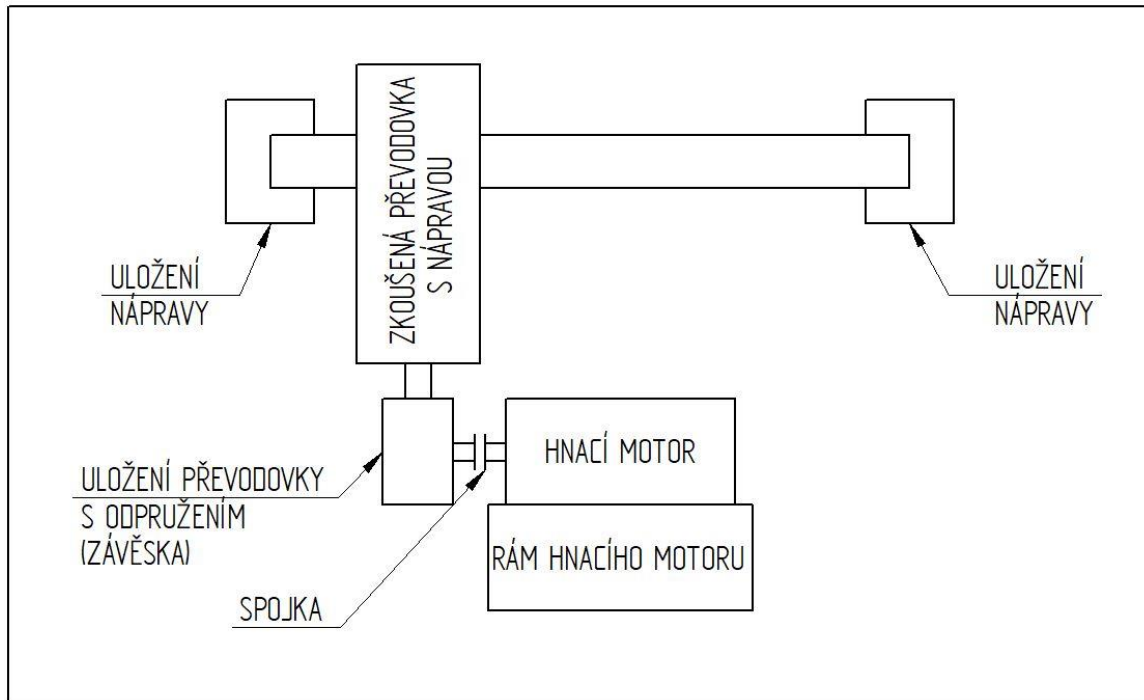 ZKOUŠENÁ PŘEVODOVKA
S NÁPRAVOU
ULOŽENÍ
NÁPRAVY
ULOŽENÍ
NÁPRAVY
HNACÍ MOTOR
ULOŽENÍ PŘEVODOVKY
S ODPRUŽENÍM
(ZÁVĚSKA)
RÁM HNACÍHO MOTORU
SPOJKA